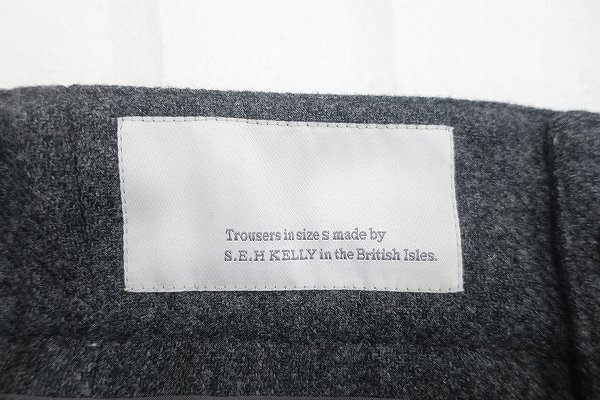 Trousers in size S made by
S.E.H KELLY in the British Isles.